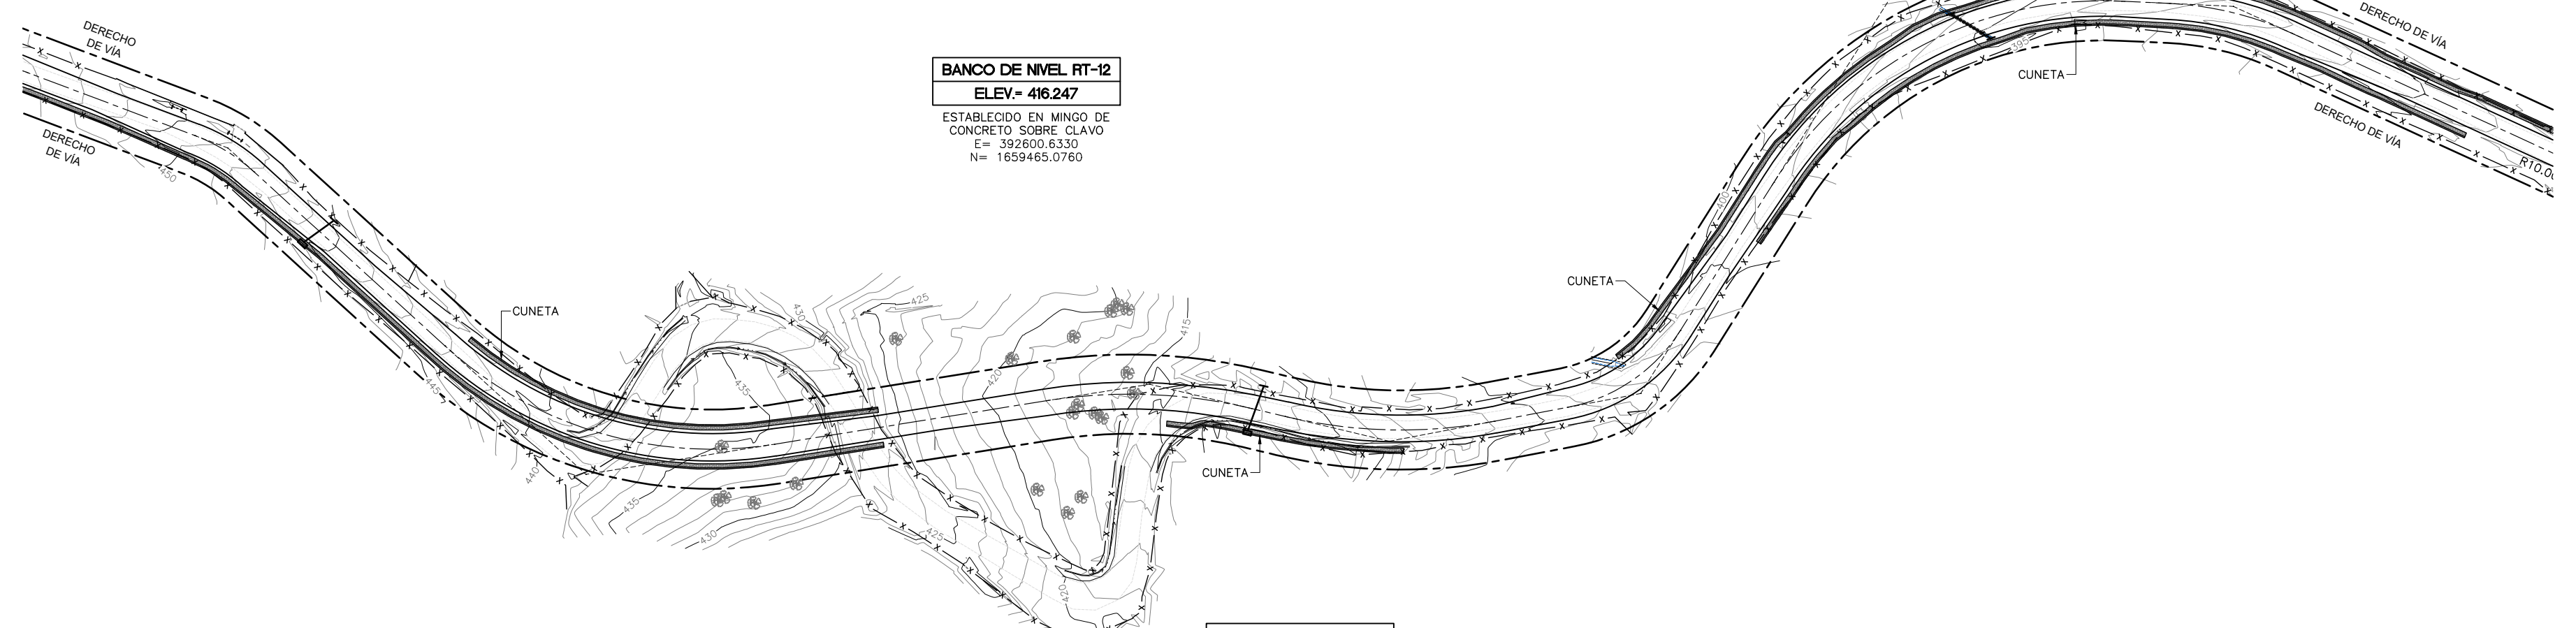 DERECHO
DE VÍA
DERECHO
DE VÍA
450
BANCO DE NIVEL RT-12
ELEV.= 416.247
ESTABLECIDO EN MINGO DE
CONCRETO SOBRE CLAVO
E= 392600.6330
N= 1659465.0760
DERECHO DE VÍA
395
CUNETA
DERECHO DE VÍA
400
CUNETA
CUNETA
430
425
415
420
435
445
440
435
430
425
420
CUNETA